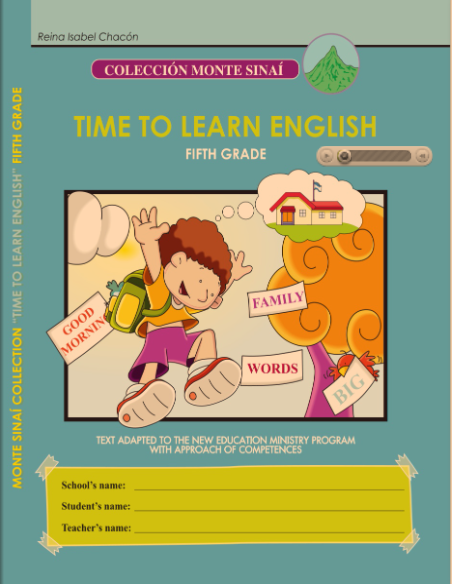 Reina Isabel Chacón
COLECCIÓN MONTE SINAÍ
TIME TO LEARN ENGLISH
FIFTH GRADE
MONTE SINAÍ COLLECTION "TIME TO LEARN ENGLISH" FIFTH GRADE
GOOD
MORNING
FAMILY
WORDS
BIG
TEXT ADAPTED TO THE NEW EDUCATION MINISTRY PROGRAM
WITH APPROACH OF COMPETENCES
School's name:
Student's name:
Teacher's name: